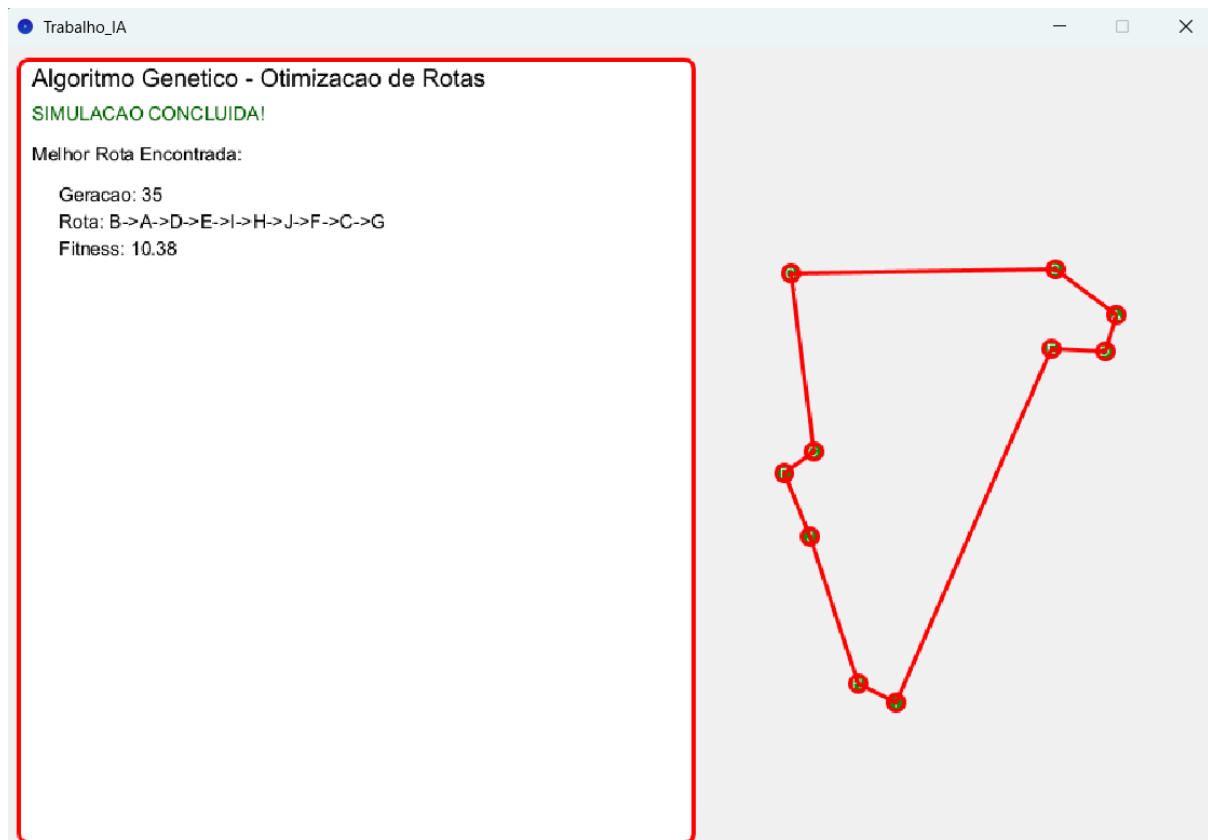 Trabalho_IA
Algoritmo Genetico - Otimizacao de Rotas
SIMULACAO CONCLUIDA!
Melhor Rota Encontrada:
Geracao: 35
Rota: B->A->D->E->I->H->J->F->C->G
Fitness: 10.38